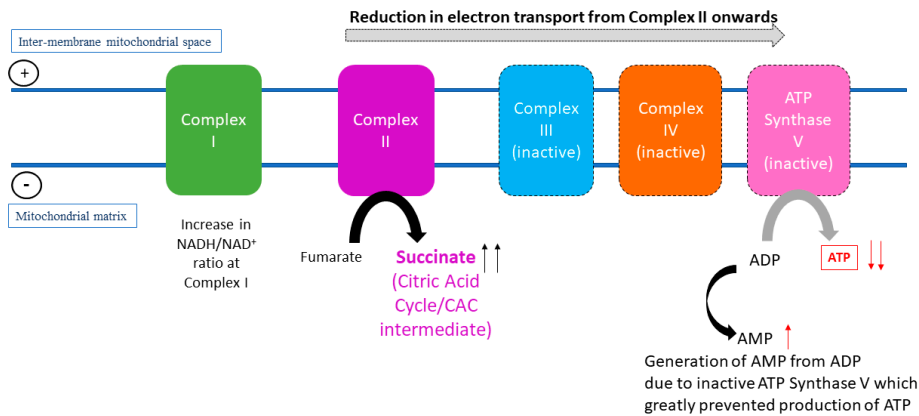 Reduction in electron transport from Complex II onwards
Inter-membrane mitochondrial space
+
Complex
I
Complex
II
Complex
III
(inactive)
Complex
IV
(inactive)
ATP
Synthase
V
(inactive)
-
Mitochondrial matrix
Increase in
NADH/NAD⁺
ratio at
Complex I
Fumarate
Succinate
(Citric Acid
Cycle/CAC
intermediate)
ADP
ATP
AMP
Generation of AMP from ADP
due to inactive ATP Synthase V which
greatly prevented production of ATP